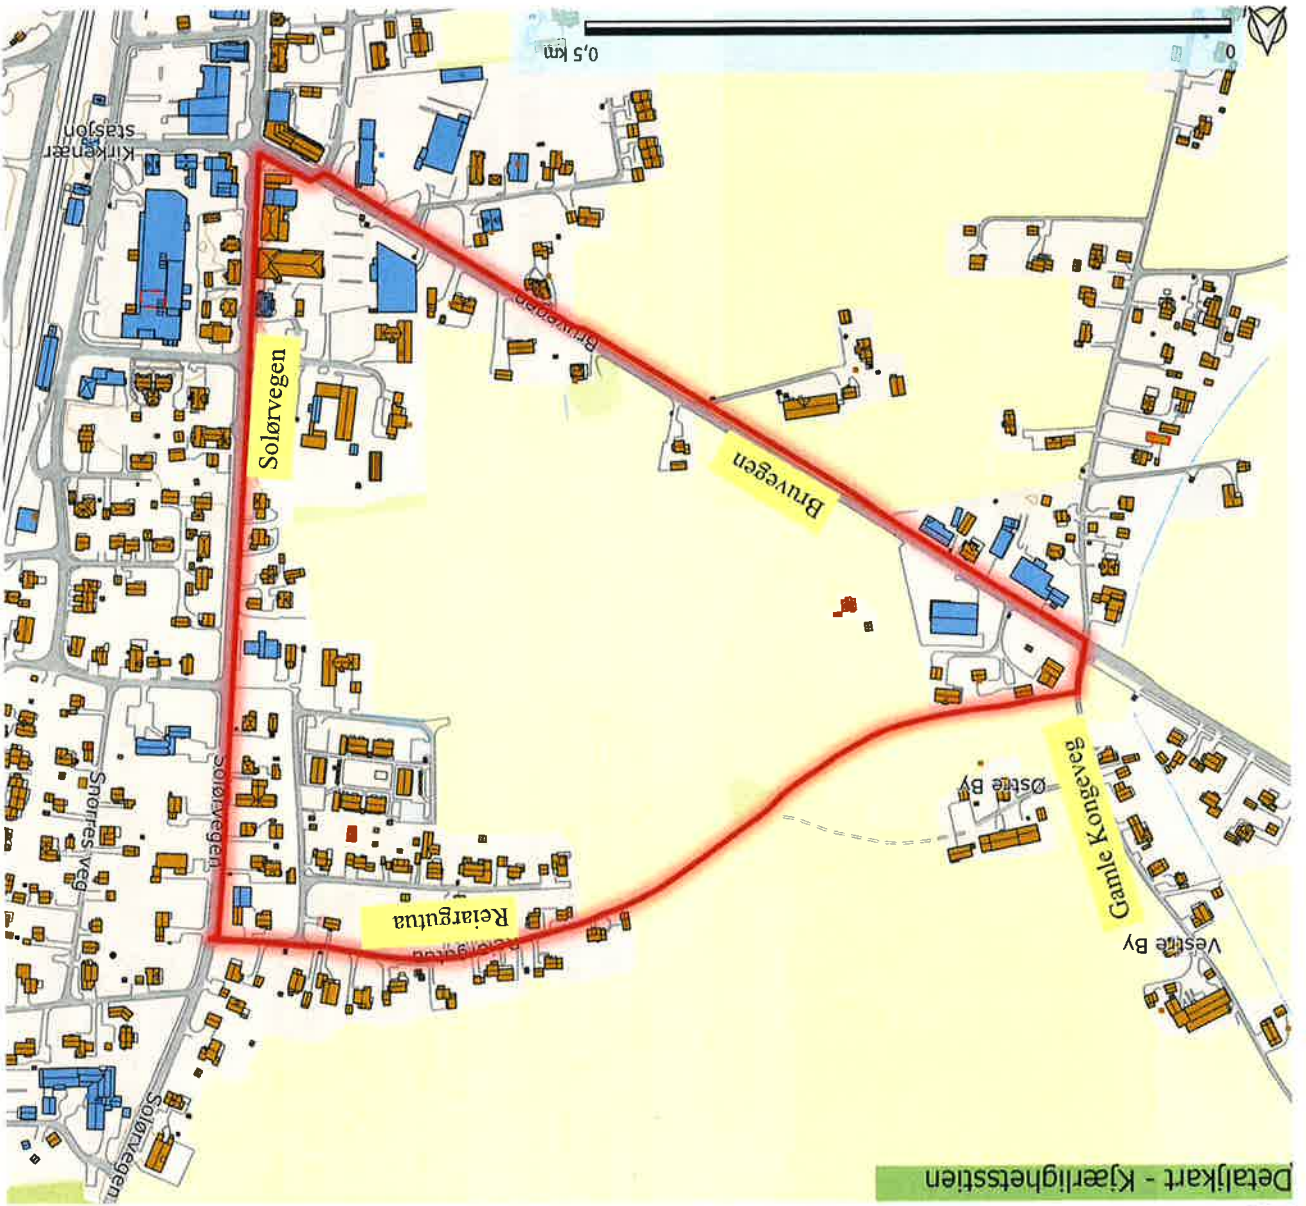 Detaljkart - Kjærlighetsstien
Solørvegen
Vestre By
Gamle Kongeveg
Reiargutua
Østre By
Snorres veg
Solørvegen
Bruvegen
Solørvegen
Bruvegen
Kirkenær
stasjon
0
0,5 km